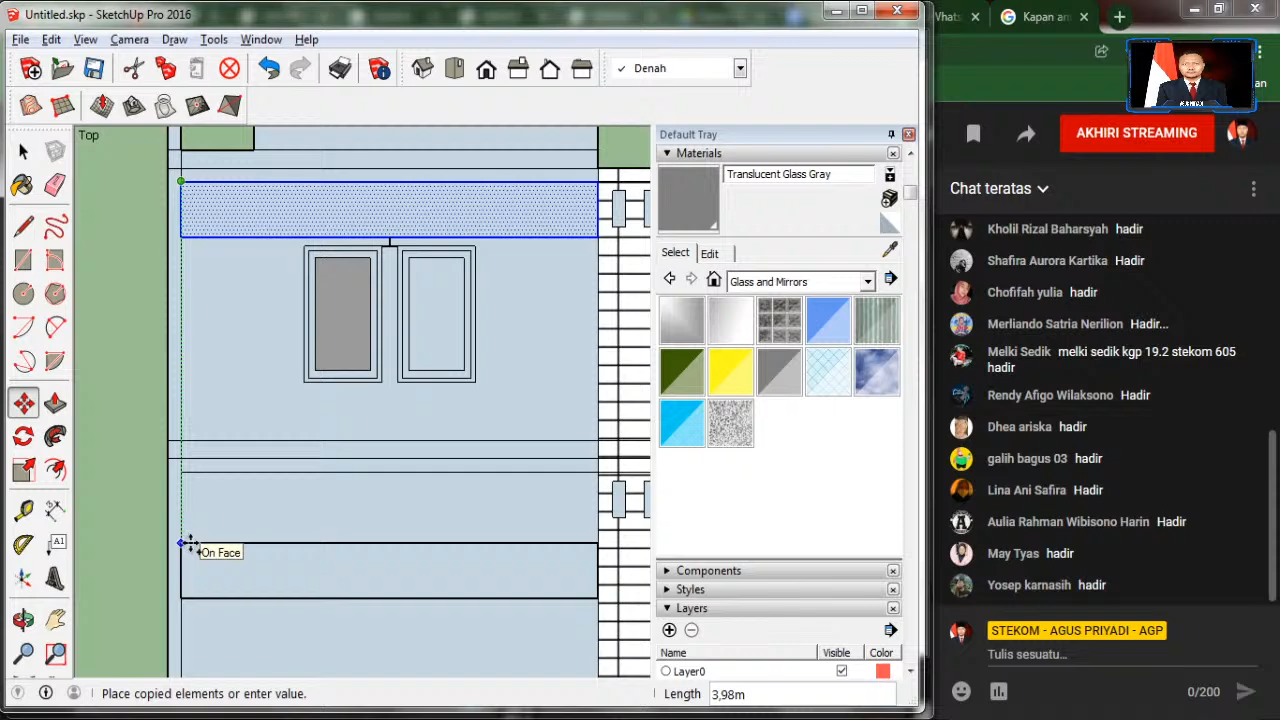 Untitled.skp - SketchUp Pro 2016
File Edit View Camera Draw Tools Window Help
Denah
Top
On Face
Place copied elements or enter value.
Length 3,98m
Default Tray
Materials
Translucent Glass Gray
Select Edit
Glass and Mirrors
Components
Styles
Layers
Name Visible Color
Layer0
A1
Kapan an
AKHIRI STREAMING
Chat teratas
Kholil Rizal Baharsyah hadir
Shafira Aurora Kartika Hadir
Chofifah yulia hadir
Merliando Satria Nerilion Hadir...
Melki Sedik melki sedik kgp 19.2 stekom 605
hadir
Rendy Afigo Wilaksono Hadir
Dhea ariska hadir
galih bagus 03 hadir
Lina Ani Safira Hadir
Aulia Rahman Wibisono Harin Hadir
May Tyas hadir
Yosep karnasih hadir
STEKOM - AGUS PRIYADI - AGP
Tulis sesuatu...
0/200